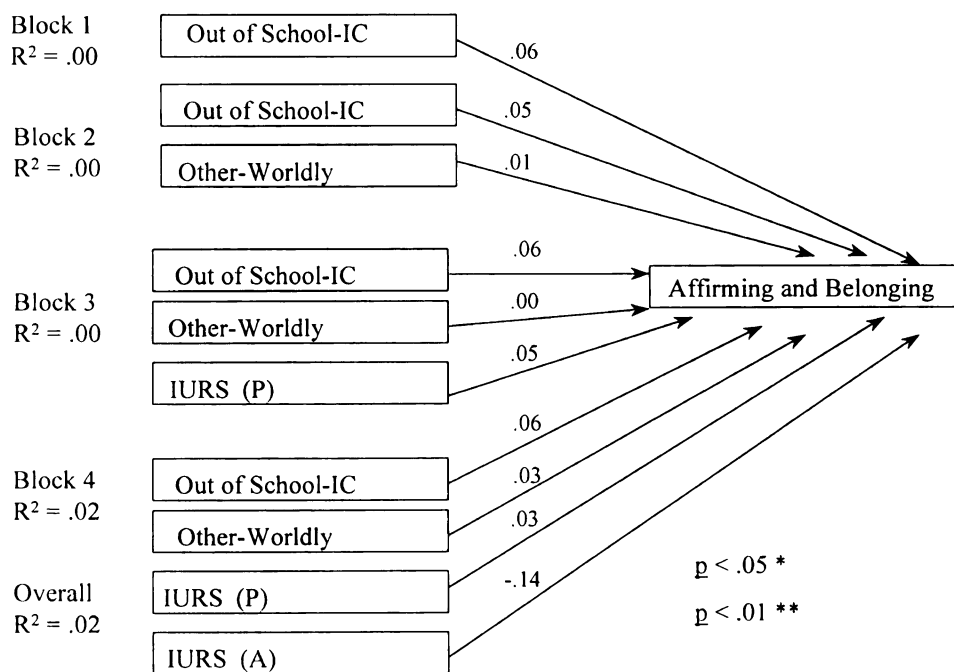 Block 1
R² = .00
Out of School-IC
.06
Block 2
R² = .00
Out of School-IC
.05
Other-Worldly
.01
Block 3
R² = .00
Out of School-IC
.06
Other-Worldly
.00
IURS (P)
.05
Affirming and Belonging
Block 4
R² = .02
Out of School-IC
.06
Other-Worldly
.03
Overall
R² = .02
IURS (P)
.03
IURS (A)
-.14
p < .05 *
p < .01 **